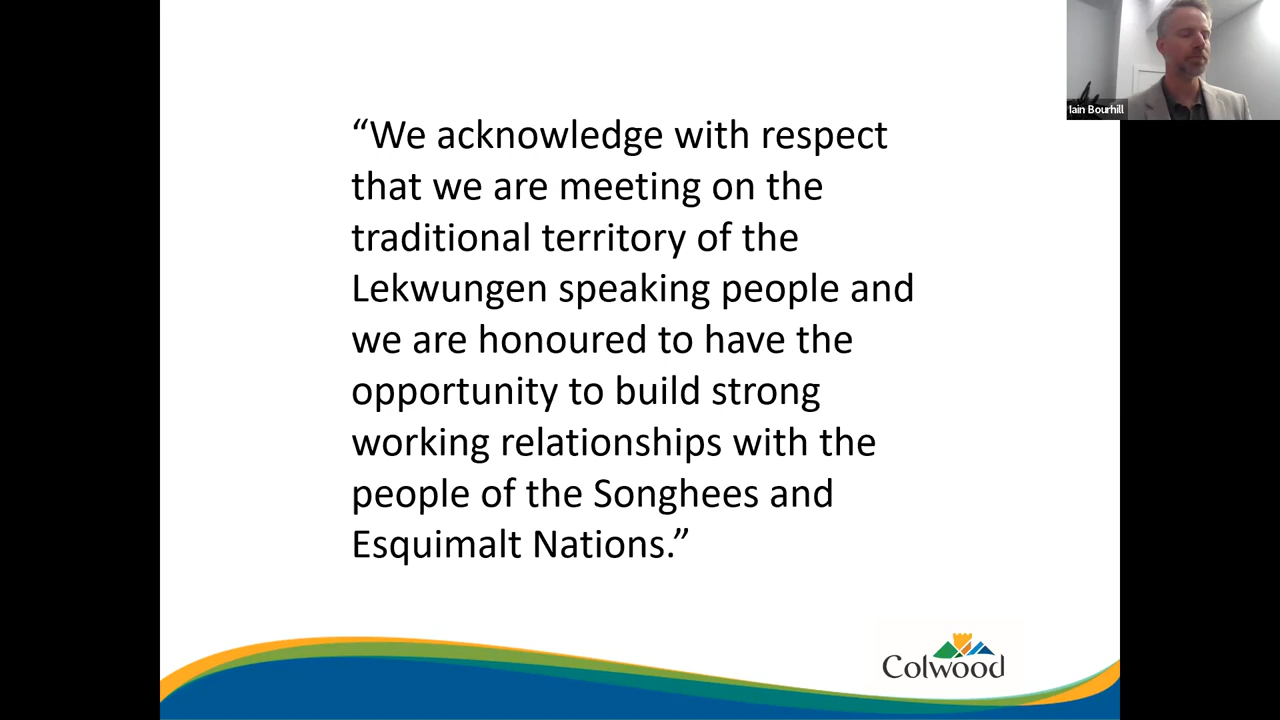 “We acknowledge with respect
that we are meeting on the
traditional territory of the
Lekwungen speaking people and
we are honoured to have the
opportunity to build strong
working relationships with the
people of the Songhees and
Esquimalt Nations.”
Iain Bourhill
Colwood